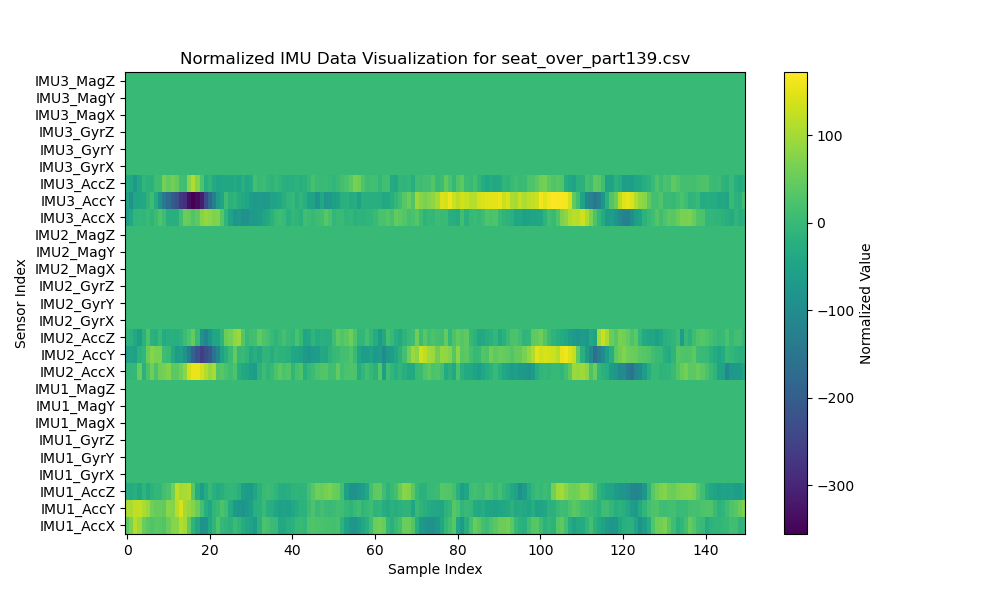 Normalized IMU Data Visualization for seat_over_part139.csv
IMU3_MagZ
IMU3_MagY
IMU3_MagX
IMU3_GyrZ
IMU3_GyrY
IMU3_GyrX
IMU3_AccZ
IMU3_AccY
IMU3_AccX
IMU2_MagZ
IMU2_MagY
IMU2_MagX
IMU2_GyrZ
IMU2_GyrY
IMU2_GyrX
IMU2_AccZ
IMU2_AccY
IMU2_AccX
IMU1_MagZ
IMU1_MagY
IMU1_MagX
IMU1_GyrZ
IMU1_GyrY
IMU1_GyrX
IMU1_AccZ
IMU1_AccY
IMU1_AccX
Sensor Index
0 20 40 60 80 100 120 140
Sample Index
100
0
−100
−200
−300
Normalized Value